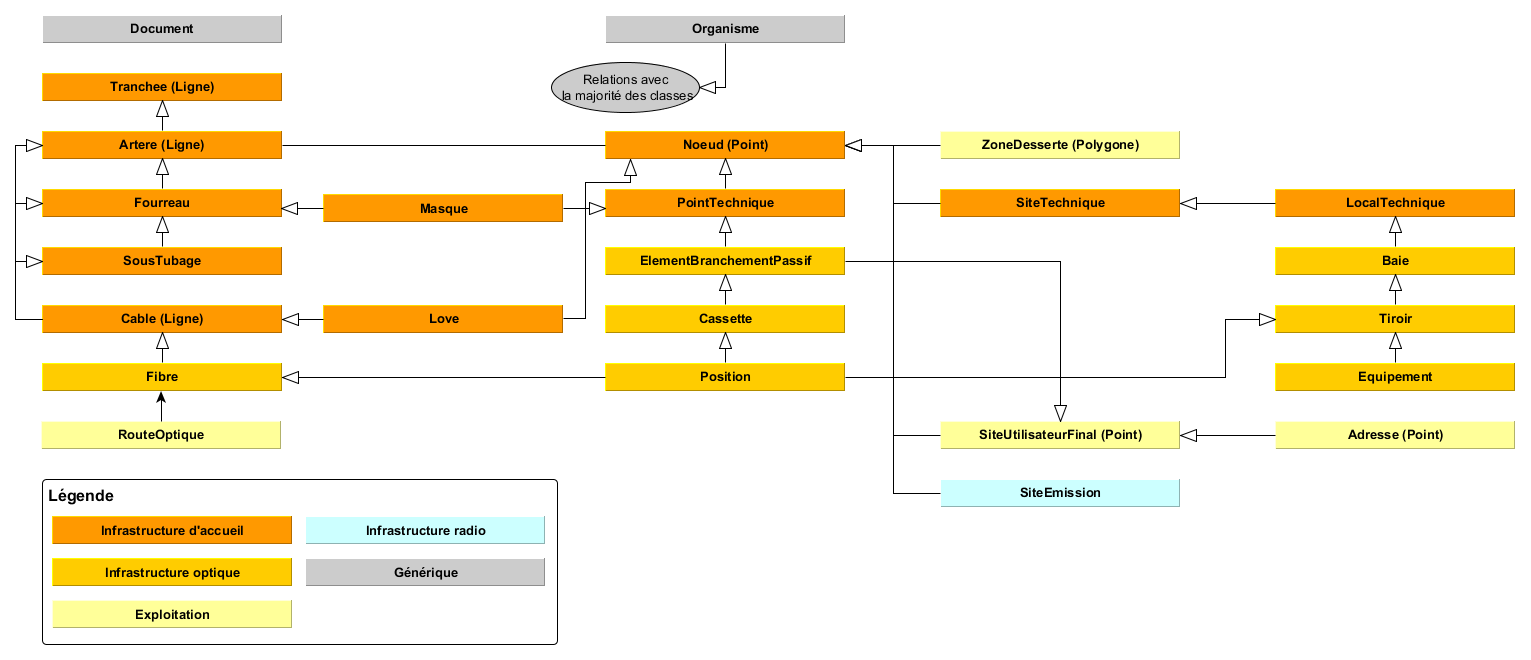 Document
Organisme
Relations avec
la majorité des classes
Tranchee (Ligne)
Artere (Ligne)
Noeud (Point)
ZoneDesserte (Polygone)
Fourreau
Masque
PointTechnique
SiteTechnique
LocalTechnique
SousTubage
ElementBranchementPassif
Baie
Cable (Ligne)
Love
Cassette
Tiroir
Fibre
Position
Equipement
RouteOptique
SiteUtilisateurFinal (Point)
Adresse (Point)
SiteEmission
Légende
Infrastructure d'accueil
Infrastructure radio
Infrastructure optique
Générique
Exploitation